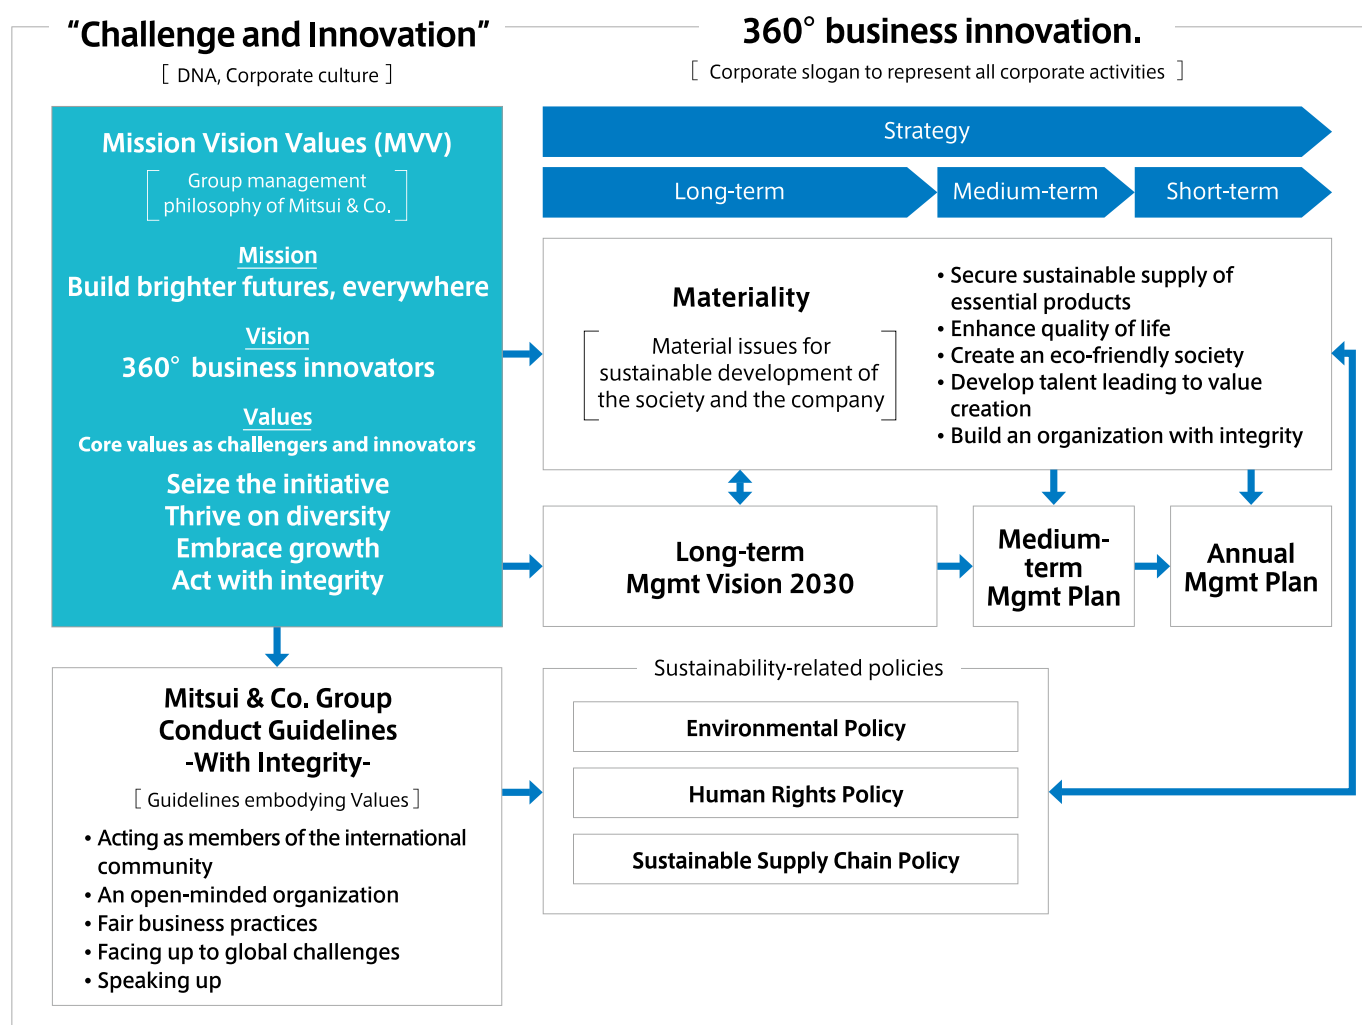 “Challenge and Innovation”
[ DNA, Corporate culture ]
360° business innovation.
[ Corporate slogan to represent all corporate activities ]
Mission Vision Values (MVV)
Group management
philosophy of Mitsui & Co.
Mission
Build brighter futures, everywhere
Vision
360° business innovators
Values
Core values as challengers and innovators
Seize the initiative
Thrive on diversity
Embrace growth
Act with integrity
Strategy
Long-term
Medium-term
Short-term
Materiality
Material issues for
sustainable development of
the society and the company
• Secure sustainable supply of
essential products
• Enhance quality of life
• Create an eco-friendly society
• Develop talent leading to value
creation
• Build an organization with integrity
Long-term
Mgmt Vision 2030
Medium-
term
Mgmt Plan
Annual
Mgmt Plan
Mitsui & Co. Group
Conduct Guidelines
-With Integrity-
[ Guidelines embodying Values ]
• Acting as members of the international
community
• An open-minded organization
• Fair business practices
• Facing up to global challenges
• Speaking up
Sustainability-related policies
Environmental Policy
Human Rights Policy
Sustainable Supply Chain Policy